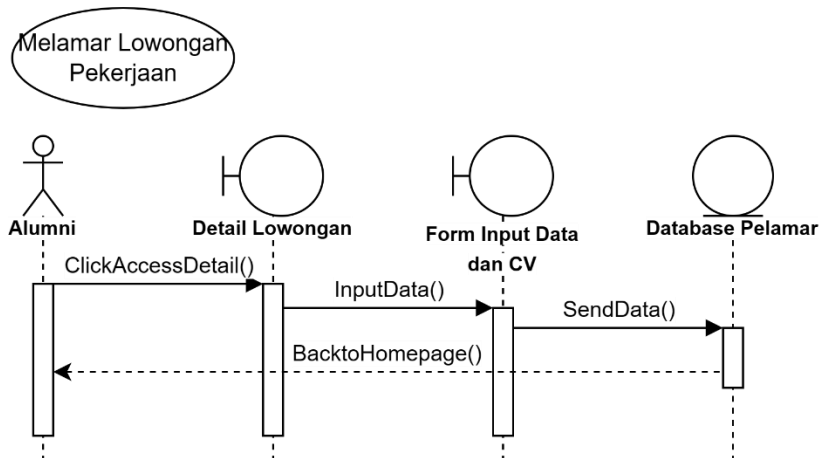 Melamar Lowongan
Pekerjaan
Alumni
Detail Lowongan
Form Input Data
dan CV
Database Pelamar
ClickAccessDetail()
InputData()
SendData()
BacktoHomepage()